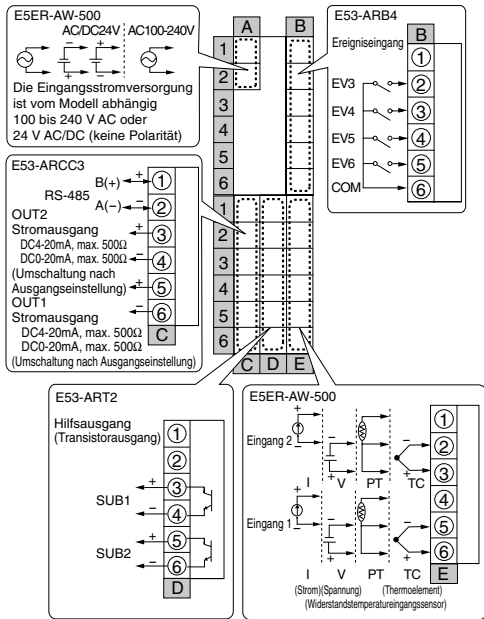 E5ER-AW-500
AC/DC24V AC100-240V
Die Eingangsstromversorgung
ist vom Modell abhängig
100 bis 240 V AC oder
24 V AC/DC (keine Polarität)
A B
1
2
3
4
5
6
1
2
3
4
5
6
C D E
E53-ARB4
Ereigniseingang
B
①
EV3 ②
EV4 ③
EV5 ④
EV6 ⑤
COM ⑥
E53-ARCC3
B(+) + ①
RS-485
A(−) − ②
OUT2 + ③
Stromausgang
DC4-20mA, max. 500Ω
DC0-20mA, max. 500Ω − ④
(Umschaltung nach
Ausgangseinstellung) + ⑤
OUT1
Stromausgang − ⑥
DC4-20mA, max. 500Ω
DC0-20mA, max. 500Ω C
(Umschaltung nach Ausgangseinstellung)
E53-ART2
Hilfsausgang
(Transistorausgang)
①
②
+ ③
SUB1
− ④
+ ⑤
SUB2
− ⑥
D
E5ER-AW-500
①
+ − − ②
Eingang 2
− + + ③
I V PT TC
④
+ − − ⑤
Eingang 1
− + + ⑥
I V PT TC E
(Strom)(Spannung) (Thermoelement)
(Widerstandstemperatureingangssensor)